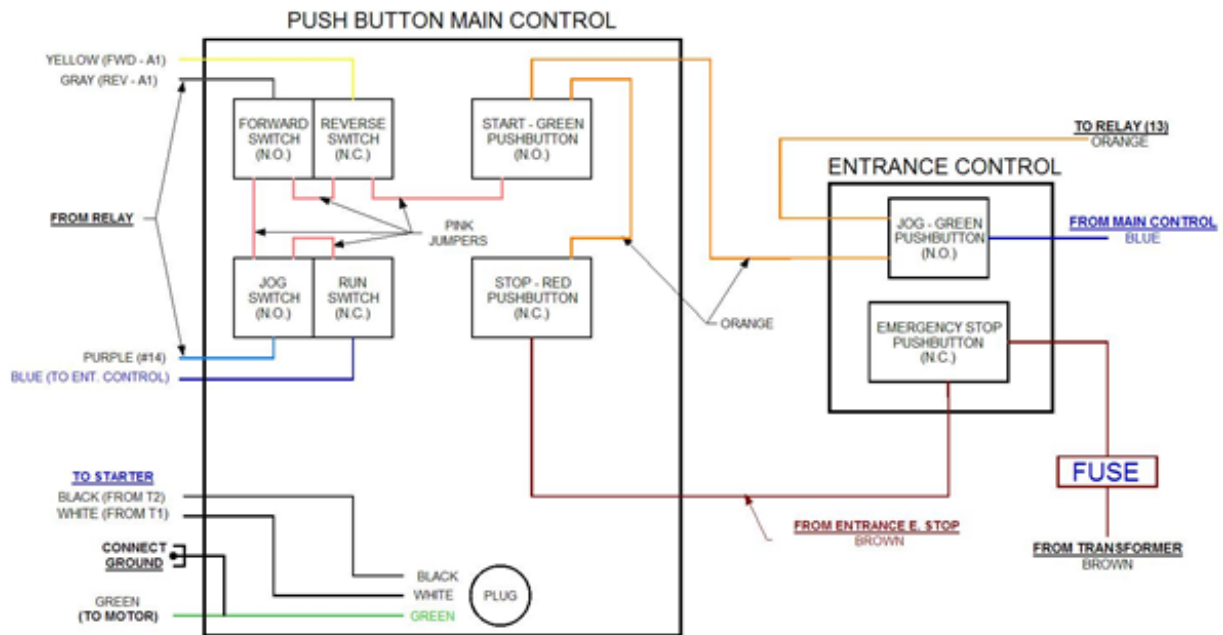 PUSH BUTTON MAIN CONTROL
YELLOW (FWD - A1)
GRAY (REV - A1)
FORWARD
SWITCH
(N.O.)
REVERSE
SWITCH
(N.C.)
START - GREEN
PUSHBUTTON
(N.O.)
TO RELAY (13)
ORANGE
ENTRANCE CONTROL
FROM RELAY
PINK
JUMPERS
JOG - GREEN
PUSHBUTTON
(N.O.)
FROM MAIN CONTROL
BLUE
JOG
SWITCH
(N.O.)
RUN
SWITCH
(N.C.)
STOP - RED
PUSHBUTTON
(N.C.)
ORANGE
EMERGENCY STOP
PUSHBUTTON
(N.C.)
PURPLE (#14)
BLUE (TO ENT. CONTROL)
FUSE
TO STARTER
BLACK (FROM T2)
WHITE (FROM T1)
FROM ENTRANCE E. STOP
BROWN
FROM TRANSFORMER
BROWN
CONNECT
GROUND
BLACK
WHITE
GREEN
PLUG
GREEN
(TO MOTOR)